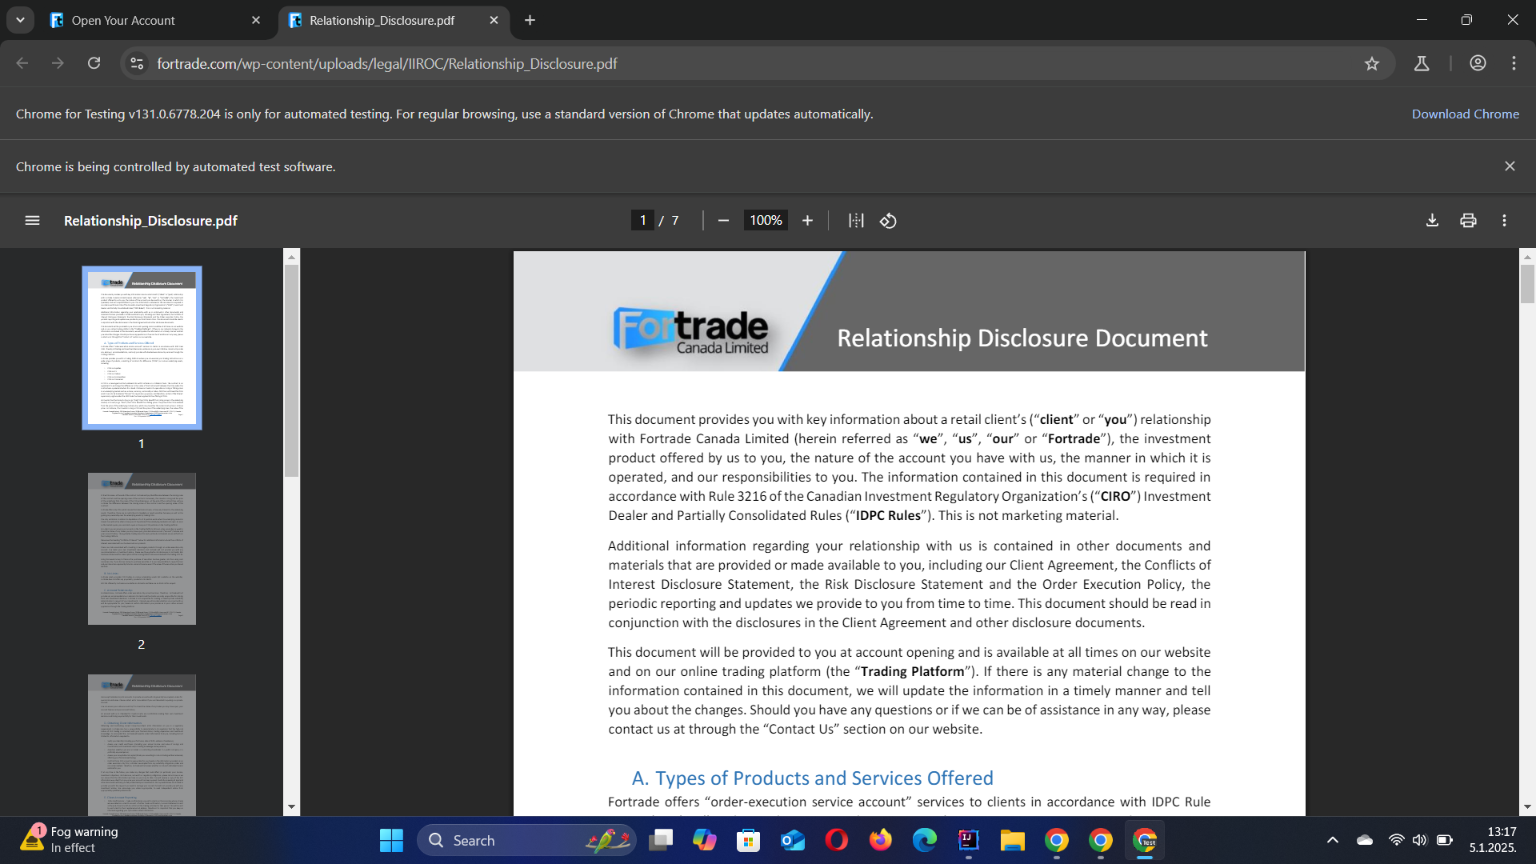 Open Your Account
Relationship_Disclosure.pdf
fortrade.com/wp-content/uploads/legal/IIROC/Relationship_Disclosure.pdf
Chrome for Testing v131.0.6778.204 is only for automated testing. For regular browsing, use a standard version of Chrome that updates automatically.
Download Chrome
Chrome is being controlled by automated test software.
Relationship_Disclosure.pdf
1 / 7
100%
1
2
Fortrade
Canada Limited
Relationship Disclosure Document
This document provides you with key information about a retail client's (“client” or “you”) relationship
with Fortrade Canada Limited (herein referred as “we”, “us”, “our” or “Fortrade”), the investment
product offered by us to you, the nature of the account you have with us, the manner in which it is
operated, and our responsibilities to you. The information contained in this document is required in
accordance with Rule 3216 of the Canadian Investment Regulatory Organization's (“CIRO”) Investment
Dealer and Partially Consolidated Rules (“IDPC Rules”). This is not marketing material.
Additional information regarding your relationship with us is contained in other documents and
materials that are provided or made available to you, including our Client Agreement, the Conflicts of
Interest Disclosure Statement, the Risk Disclosure Statement and the Order Execution Policy, the
periodic reporting and updates we provide to you from time to time. This document should be read in
conjunction with the disclosures in the Client Agreement and other disclosure documents.
This document will be provided to you at account opening and is available at all times on our website
and on our online trading platform (the “Trading Platform”). If there is any material change to the
information contained in this document, we will update the information in a timely manner and tell
you about the changes. Should you have any questions or if we can be of assistance in any way, please
contact us at through the “Contact Us” section on our website.
A. Types of Products and Services Offered
Fortrade offers “order-execution service account” services to clients in accordance with IDPC Rule
1
Fog warning
In effect
Search
13:17
5.1.2025.